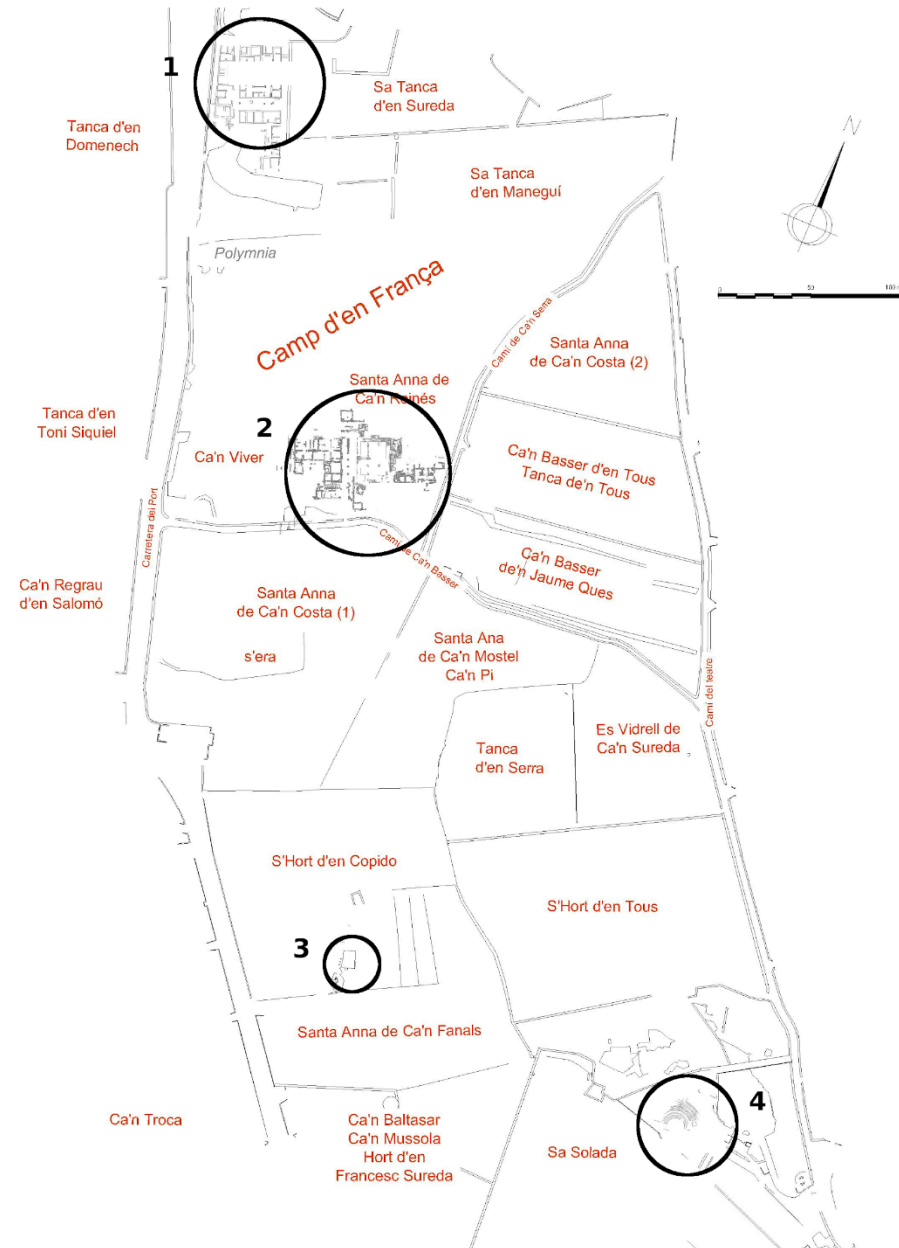 1
Sa Tanca
d'en Sureda
Tanca d'en
Domenech
N
Sa Tanca
d'en Maneguí
Polymnia
0
50
100
Camp d'en França
Camí de Ca'n Serra
Santa Anna
de Ca'n Costa (2)
Santa Anna de
Ca'n Reinés
Tanca d'en
Toni Siquiel
2
Ca'n Viver
Ca'n Basser d'en Tous
Tanca de'n Tous
Carretera del Port
Camí de Ca'n Basser
Ca'n Basser
de'n Jaume Ques
Ca'n Regrau
d'en Salomó
Santa Anna
de Ca'n Costa (1)
s'era
Santa Ana
de Ca'n Mostel
Ca'n Pi
Camí del teatre
Tanca
d'en Serra
Es Vidrell de
Ca'n Sureda
S'Hort d'en Copido
S'Hort d'en Tous
3
Santa Anna de Ca'n Fanals
4
Ca'n Troca
Ca'n Baltasar
Ca'n Mussola
Hort d'en
Francesc Sureda
Sa Solada